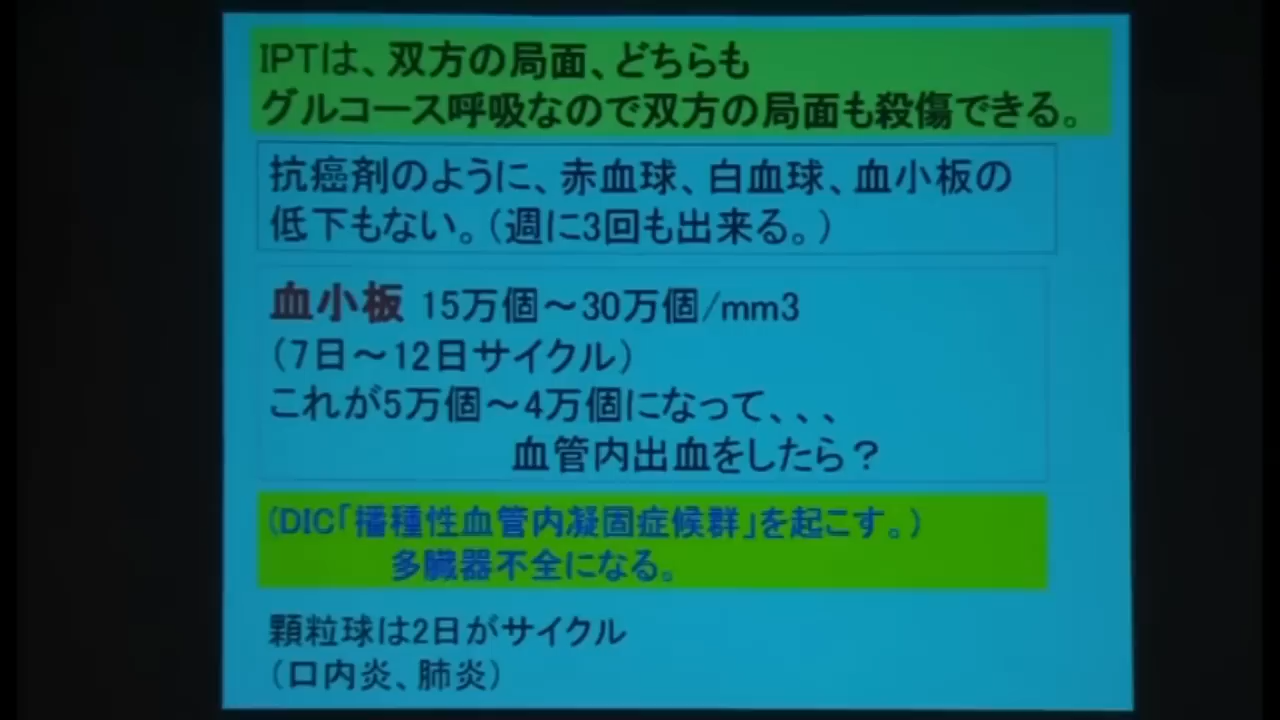 IPTは、双方の局面、どちらも
グルコース呼吸なので双方の局面も殺傷できる。
抗癌剤のように、赤血球、白血球、血小板の
低下もない。（週に3回も出来る。）
血小板 15万個～30万個/mm3
（7日～12日サイクル）
これが5万個～4万個になって、、、
血管内出血をしたら？
(DIC「播種性血管内凝固症候群」を起こす。)
多臓器不全になる。
顆粒球は2日がサイクル
（口内炎、肺炎）